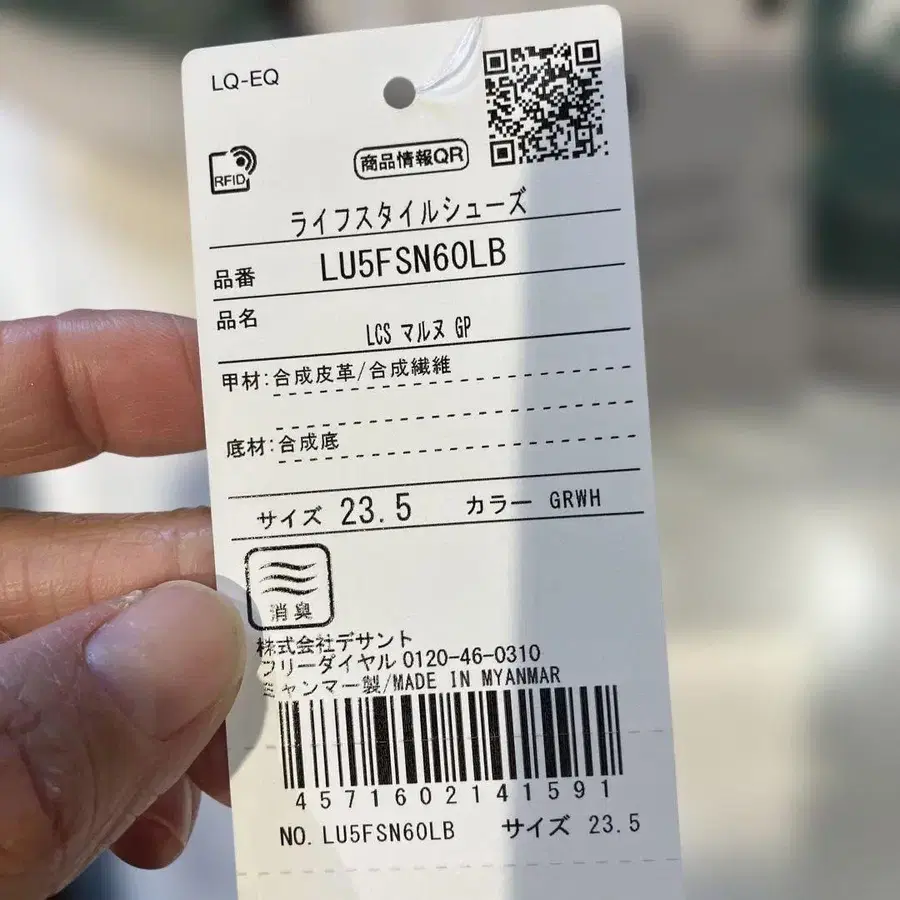 LQ-EQ
RFID
商品情報QR
ライフスタイルシューズ
品番 LU5FSN60LB
品名
LCS マルヌ GP
甲材:合成皮革/合成繊維
底材:合成底
サイズ 23.5 カラー GRWH
消臭
株式会社デサント
フリーダイヤル 0120-46-0310
ミャンマー製/MADE IN MYANMAR
4571602141591
NO. LU5FSN60LB サイズ 23.5